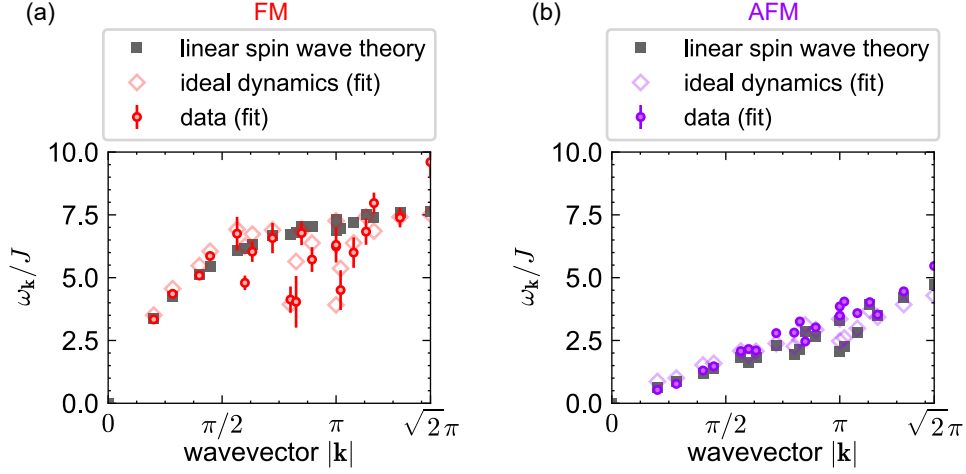 (a)
FM
linear spin wave theory
ideal dynamics (fit)
data (fit)
10.0
7.5
5.0
2.5
0.0
ω𝐤/J
0
π/2
π
√2π
wavevector |𝐤|
(b)
AFM
linear spin wave theory
ideal dynamics (fit)
data (fit)
10.0
7.5
5.0
2.5
0.0
ω𝐤/J
0
π/2
π
√2π
wavevector |𝐤|